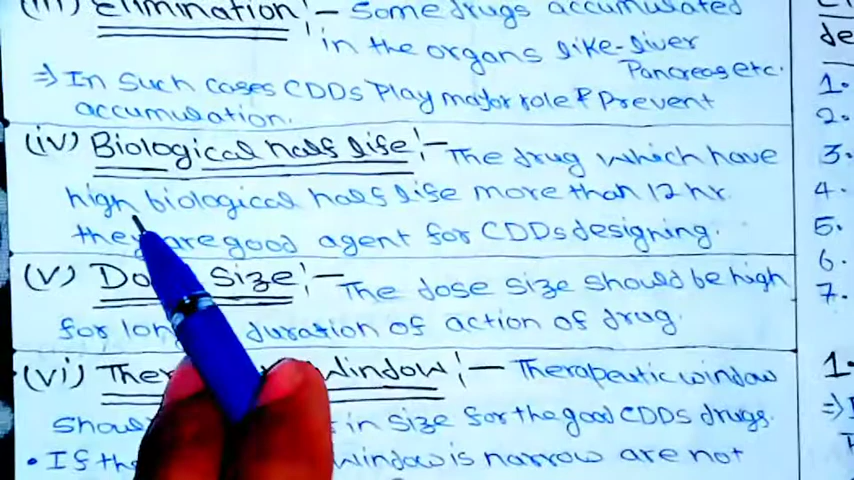 (iii) Elimination:- Some drugs accumulated
in the organs like-liver
Pancreas etc.
⇒ In Such cases CDDs Play major role & Prevent
accumulation.
(iv) Biological half life:- The drug which have
high biological half life more than 12 hr.
they are good agent for CDDs designing.
(v) Size:- The dose size should be high
for duration of action of drug.
(vi) Window:- Therapeutic window
in size for the good CDDs drugs.
• If the window is narrow are not
de
1.
2.
3.
4.
5.
6.
7.
1.
⇒